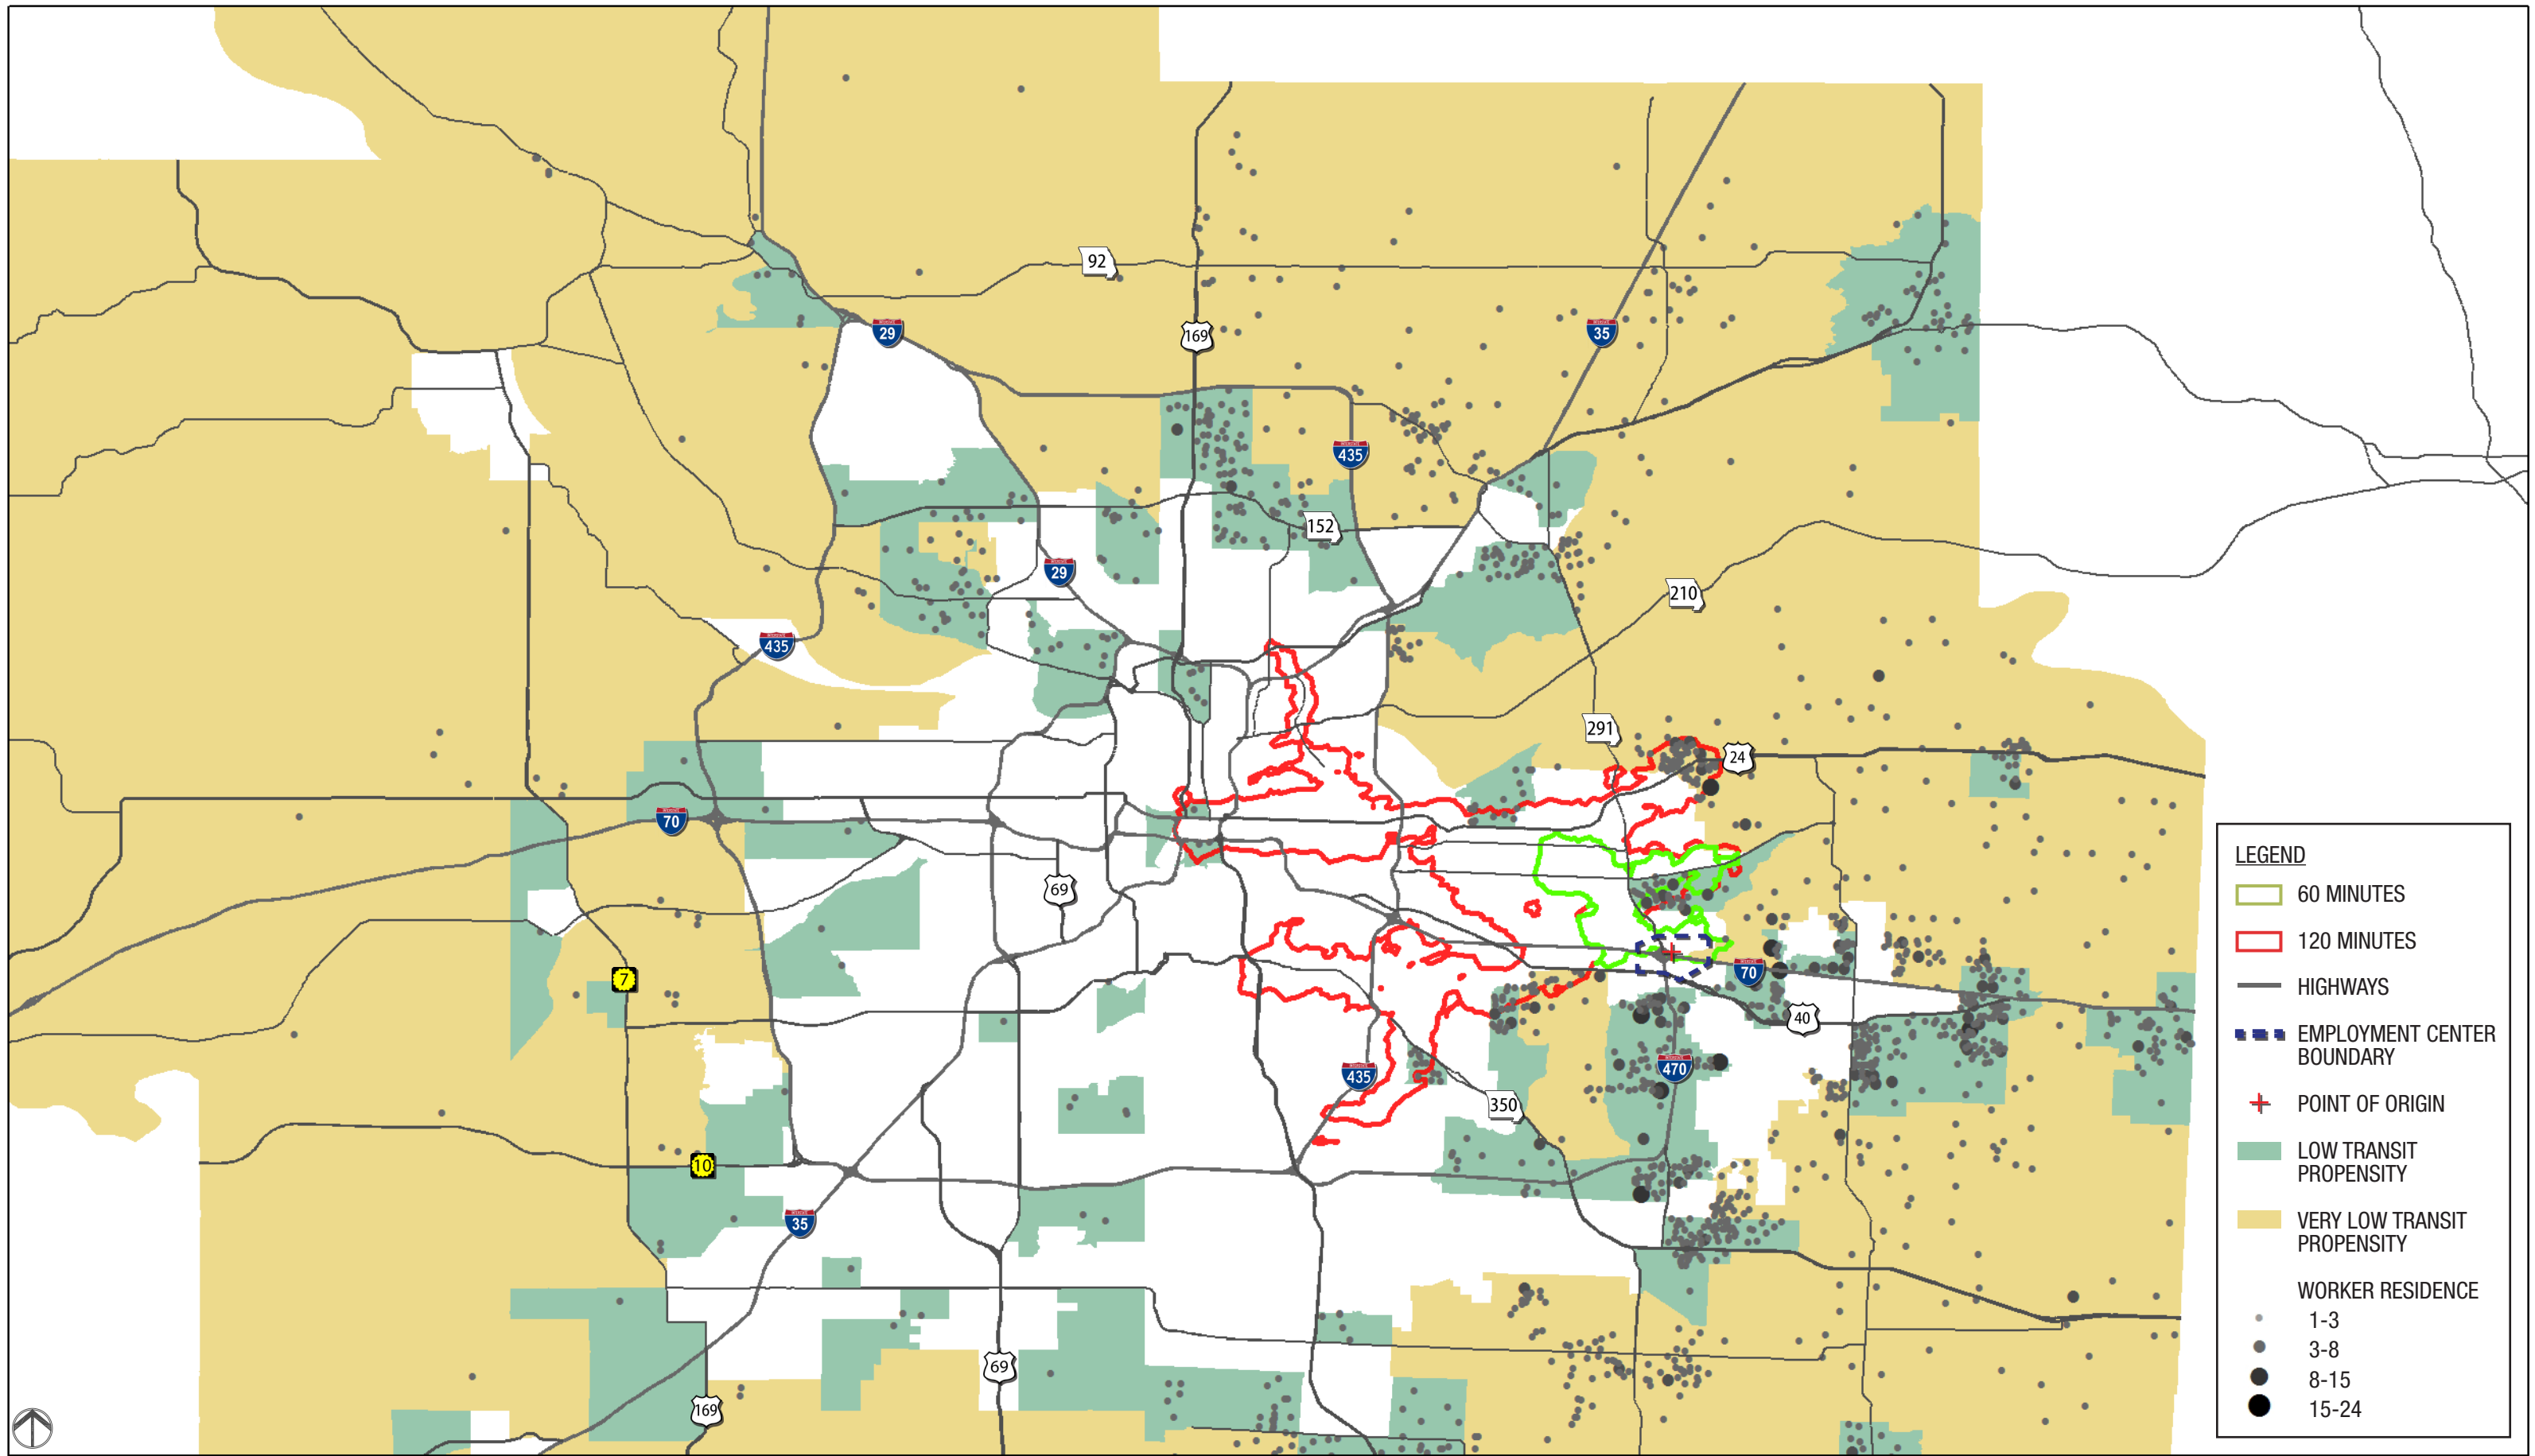 92
29
169
35
435
152
29
210
435
291
24
70
69
7
70
40
435
470
350
10
35
69
169
LEGEND
60 MINUTES
120 MINUTES
HIGHWAYS
EMPLOYMENT CENTER
BOUNDARY
POINT OF ORIGIN
LOW TRANSIT
PROPENSITY
VERY LOW TRANSIT
PROPENSITY
WORKER RESIDENCE
1-3
3-8
8-15
15-24